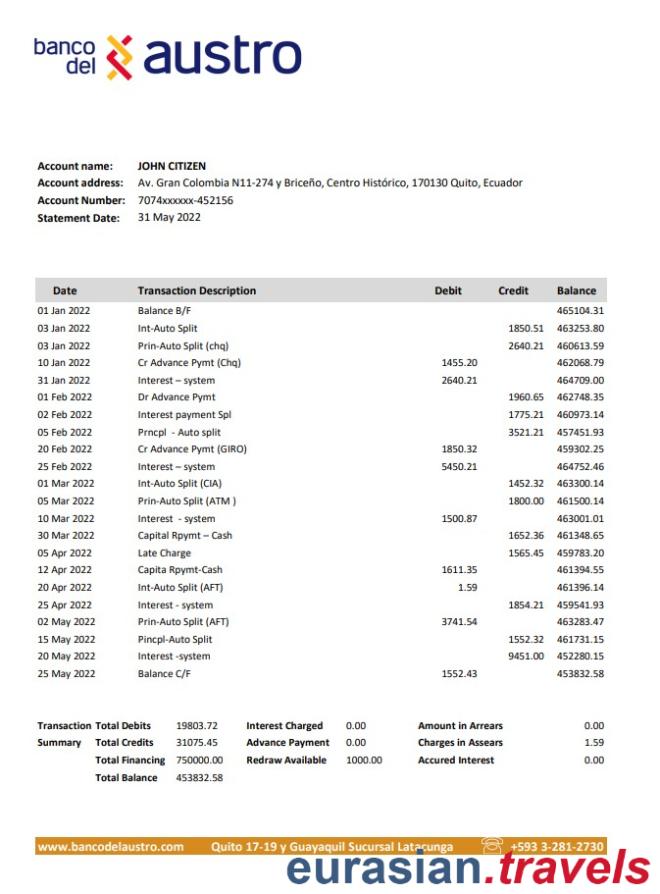 banco del austro
Account name: JOHN CITIZEN
Account address: Av. Gran Colombia N11-274 y Briceño, Centro Histórico, 170130 Quito, Ecuador
Account Number: 7074xxxxxx-452156
Statement Date: 31 May 2022
Date Transaction Description Debit Credit Balance
01 Jan 2022 Balance B/F 465104.31
03 Jan 2022 Int-Auto Split 1850.51 463253.80
03 Jan 2022 Prin-Auto Split (chq) 2640.21 460613.59
10 Jan 2022 Cr Advance Pymt (Chq) 1455.20 462068.79
31 Jan 2022 Interest – system 2640.21 464709.00
01 Feb 2022 Dr Advance Pymt 1960.65 462748.35
02 Feb 2022 Interest payment Spl 1775.21 460973.14
05 Feb 2022 Prncpl - Auto split 3521.21 457451.93
20 Feb 2022 Cr Advance Pymt (GIRO) 1850.32 459302.25
25 Feb 2022 Interest – system 5450.21 464752.46
01 Mar 2022 Int-Auto Split (CIA) 1452.32 463300.14
05 Mar 2022 Prin-Auto Split (ATM ) 1800.00 461500.14
10 Mar 2022 Interest - system 1500.87 463001.01
30 Mar 2022 Capital Rpymt – Cash 1652.36 461348.65
05 Apr 2022 Late Charge 1565.45 459783.20
12 Apr 2022 Capita Rpymt-Cash 1611.35 461394.55
20 Apr 2022 Int-Auto Split (AFT) 1.59 461396.14
25 Apr 2022 Interest - system 1854.21 459541.93
02 May 2022 Prin-Auto Split (AFT) 3741.54 463283.47
15 May 2022 Pincpl-Auto Split 1552.32 461731.15
20 May 2022 Interest -system 9451.00 452280.15
25 May 2022 Balance C/F 1552.43 453832.58
Transaction Total Debits 19803.72 Interest Charged 0.00 Amount in Arrears 0.00
Summary Total Credits 31075.45 Advance Payment 0.00 Charges in Assears 1.59
Total Financing 750000.00 Redraw Available 1000.00 Accured Interest 0.00
Total Balance 453832.58
www.bancodelaustro.com Quito 17-19 y Guayaquil Sucursal Latacunga +593 3-281-2730
eurasian.travels